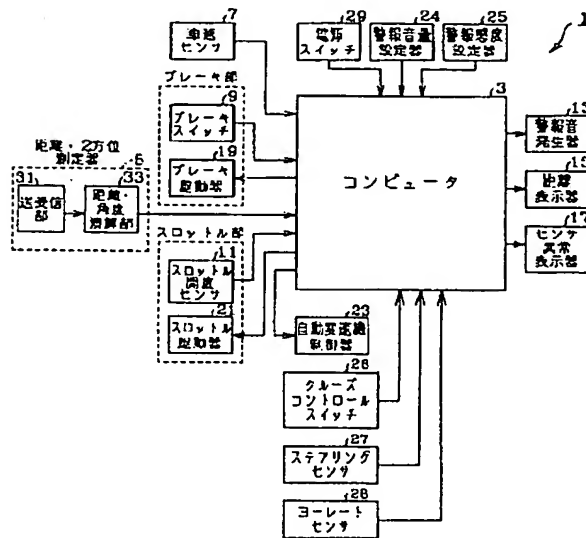 1
7
車速
センサ
29
電源
スイッチ
24
警報音量
設定器
25
警報感度
設定器
ブレーキ部
9
ブレーキ
スイッチ
19
ブレーキ
駆動器
3
コンピュータ
13
警報音
発生器
15
距離
表示器
17
センサ
異常
表示器
距離・2方位
測定器
5
31
送受信
部
33
距離・
角度
演算部
スロットル部
11
スロットル
開度セ
ンサ
21
スロットル
駆動器
23
自動変速機
制御器
26
クルーズ
コントロール
スイッチ
27
ステアリング
センサ
28
ヨーレート
センサ